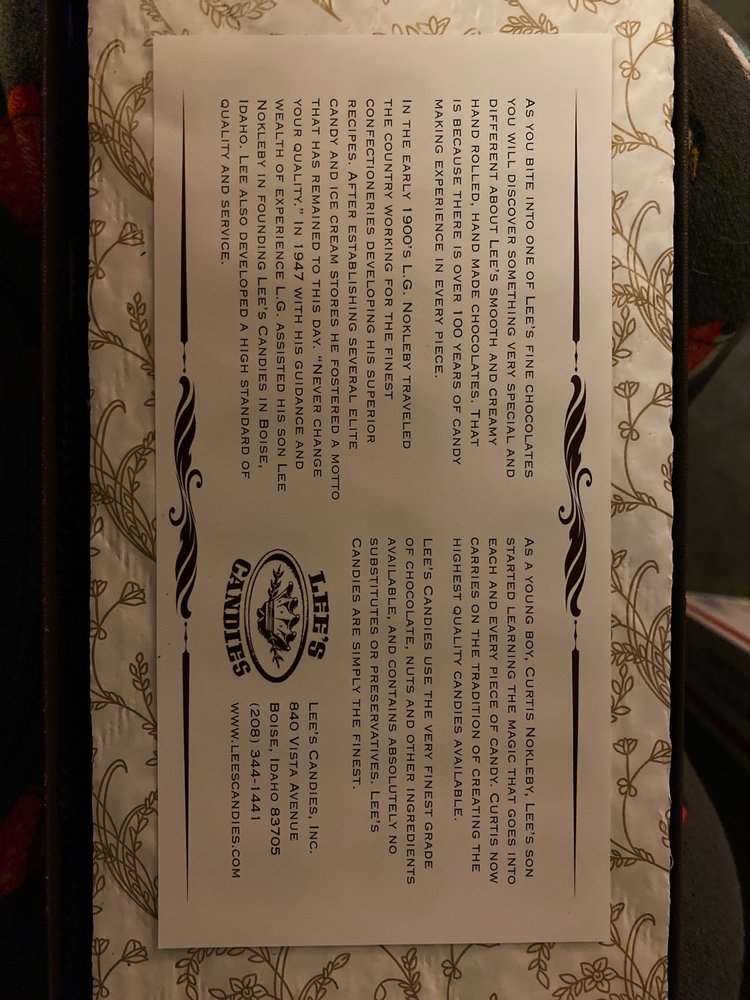 As you bite into one of Lee's fine chocolates
you will discover something very special and
different about Lee's smooth and creamy
hand rolled, hand made chocolates. That
is because there is over 100 years of candy
making experience in every piece.
In the early 1900's L.G. Nokleby traveled
the country working for the finest
confectioneries developing his superior
recipes. After establishing several elite
candy and ice cream stores he fostered a motto
that has remained to this day. "Never change
your quality." In 1947 with his guidance and
wealth of experience L.G. assisted his son Lee
Nokleby in founding Lee's Candies in Boise,
Idaho. Lee also developed a high standard of
quality and service.
As a young boy, Curtis Nokleby, Lee's son
started learning the magic that goes into
each and every piece of candy. Curtis now
carries on the tradition of creating the
highest quality candies available.
Lee's Candies use the very finest grade
of chocolate, nuts and other ingredients
available, and contains absolutely no
substitutes or preservatives. Lee's
Candies are simply the finest.
LEE'S
CANDIES
Lee's Candies, Inc.
840 Vista Avenue
Boise, Idaho 83705
(208) 344-1441
www.leescandies.com